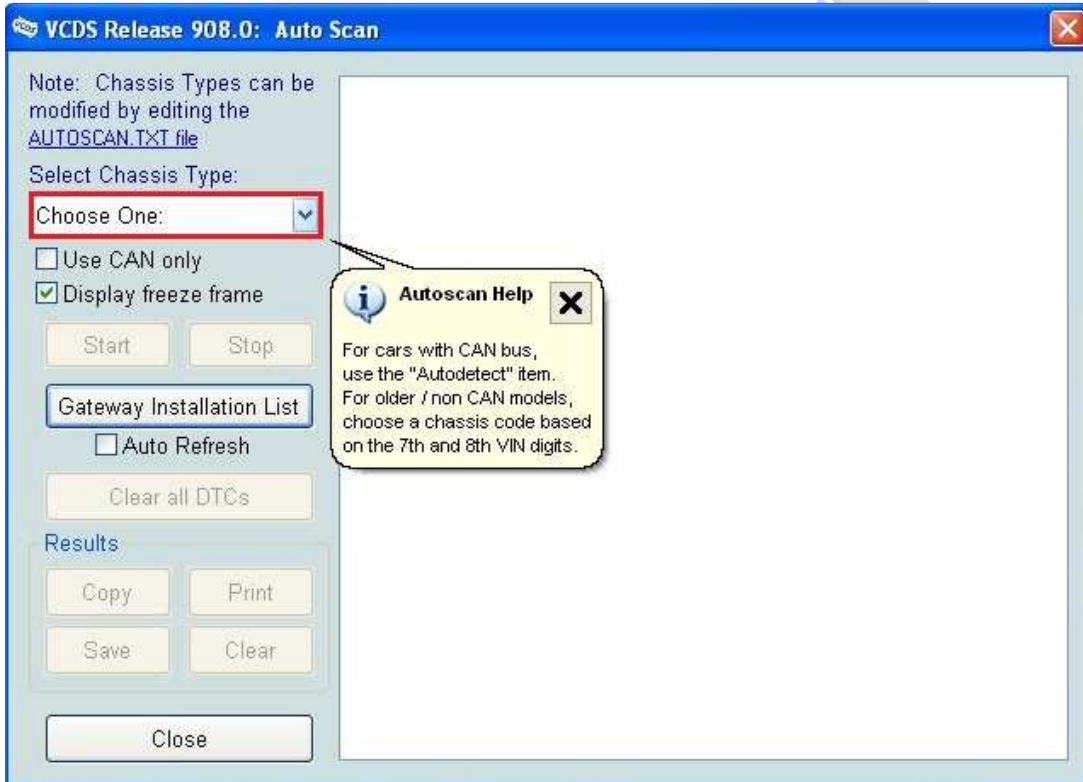 VCDS Release 908.0: Auto Scan
Note: Chassis Types can be
modified by editing the
AUTOSCAN.TXT file
Select Chassis Type:
Choose One:
Use CAN only
Display freeze frame
Start Stop
Gateway Installation List
Auto Refresh
Clear all DTCs
Results
Copy Print
Save Clear
Close
Autoscan Help
For cars with CAN bus,
use the "Autodetect" item.
For older / non CAN models,
choose a chassis code based
on the 7th and 8th VIN digits.